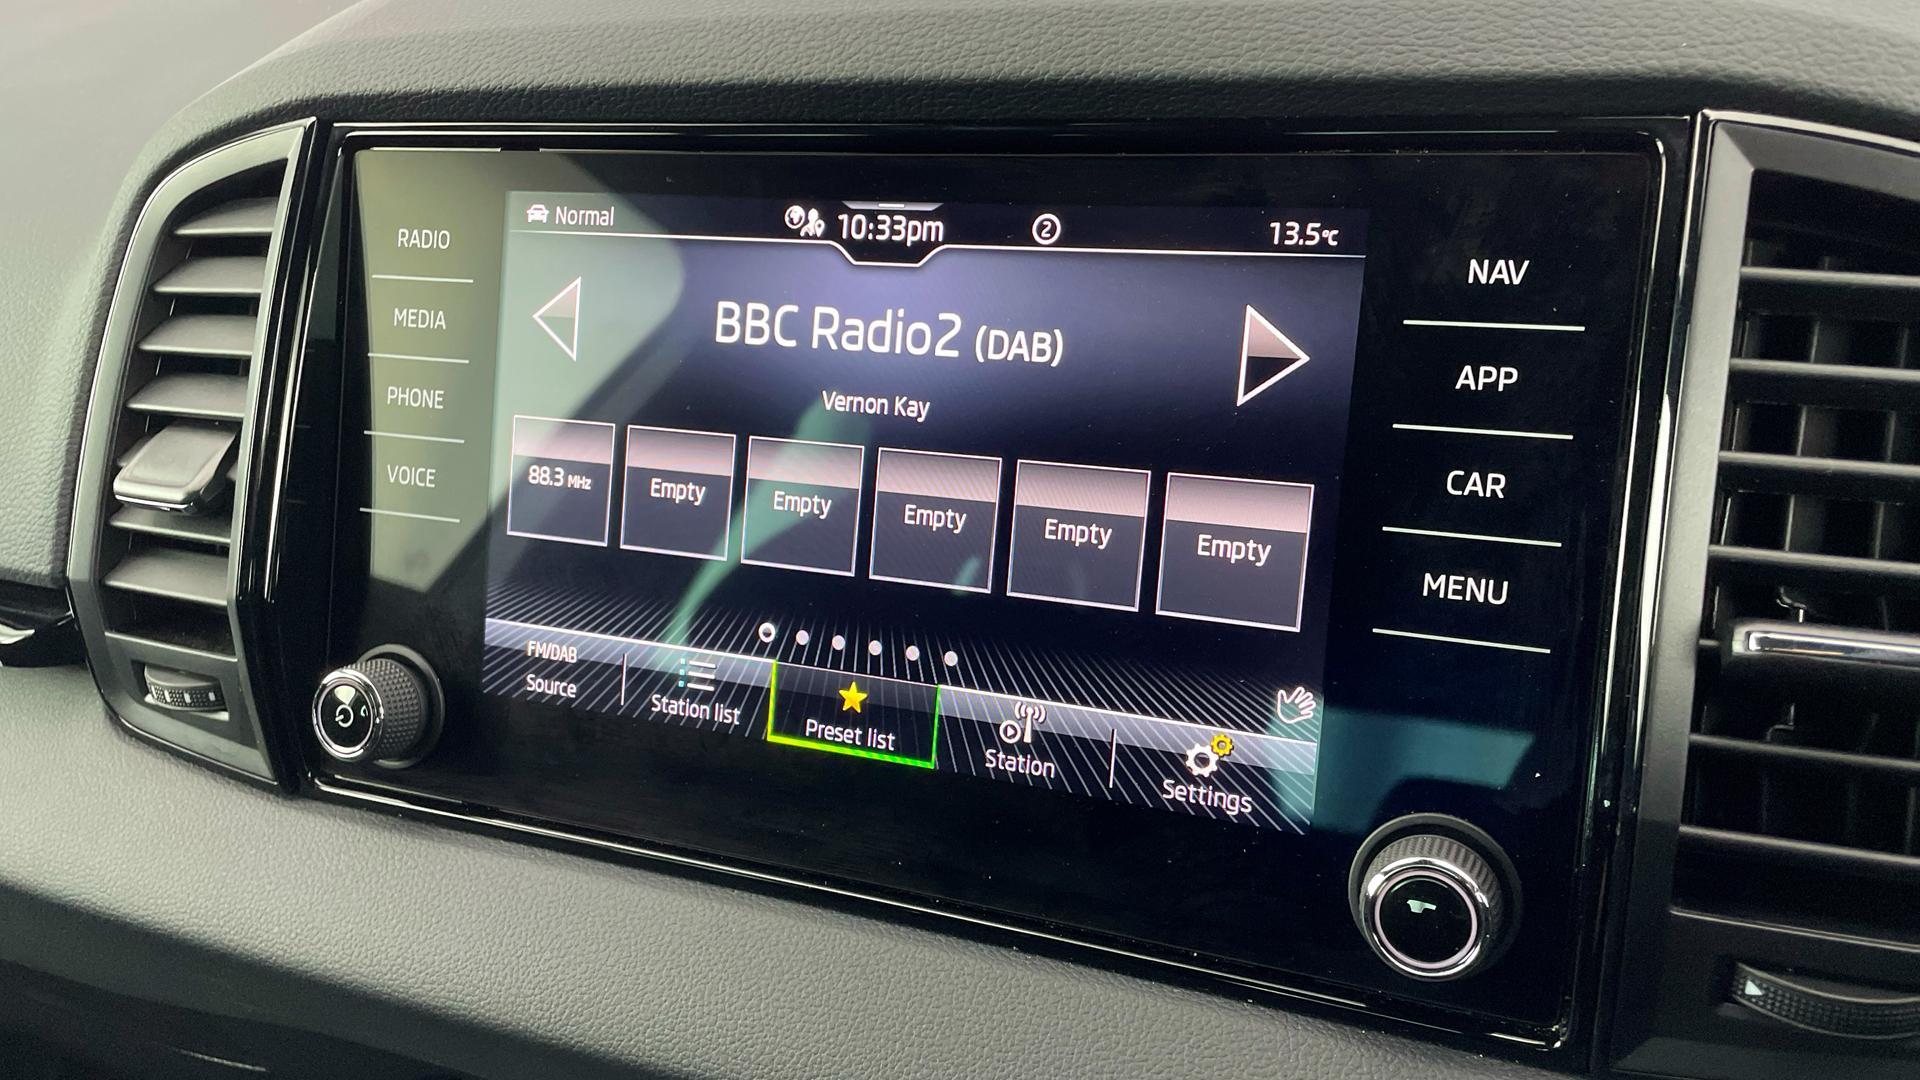 Normal
10:33pm
2
13.5°C
RADIO
MEDIA
PHONE
VOICE
BBC Radio2 (DAB)
Vernon Kay
88.3 MHz
Empty
Empty
Empty
Empty
Empty
FM/DAB
Source
Station list
Preset list
Station
Settings
NAV
APP
CAR
MENU